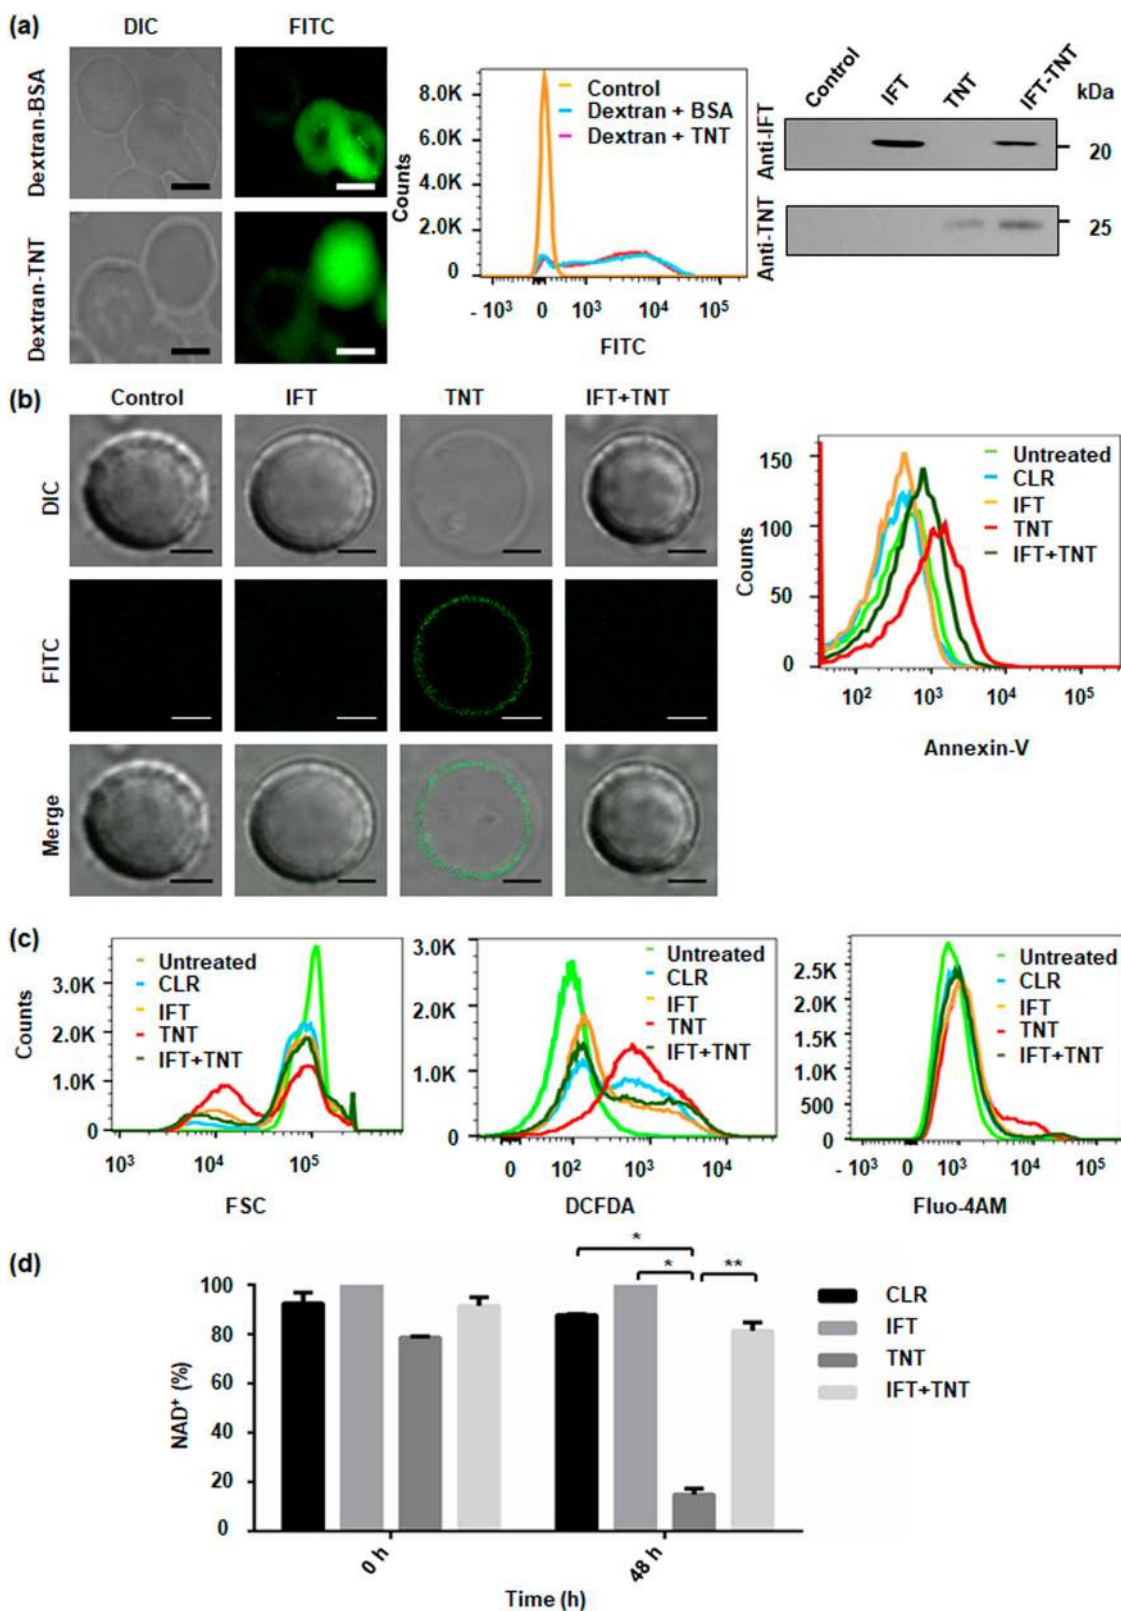 (a)
DIC
FITC
Dextran-BSA
Dextran-TNT
Counts
8.0K
6.0K
4.0K
2.0K
0
Control
Dextran + BSA
Dextran + TNT
- 10³ 0 10³ 10⁴ 10⁵
FITC
Control
IFT
TNT
IFT-TNT
kDa
Anti-IFT
20
Anti-TNT
25
(b)
Control
IFT
TNT
IFT+TNT
DIC
FITC
Merge
Counts
150
100
50
0
Untreated
CLR
IFT
TNT
IFT+TNT
10² 10³ 10⁴ 10⁵
Annexin-V
(c)
Counts
3.0K
2.0K
1.0K
0
Untreated
CLR
IFT
TNT
IFT+TNT
10³ 10⁴ 10⁵
FSC
3.0K
2.0K
1.0K
0
Untreated
CLR
IFT
TNT
IFT+TNT
0 10² 10³ 10⁴
DCFDA
2.5K
2.0K
1.5K
1.0K
500
0
Untreated
CLR
IFT
TNT
IFT+TNT
- 10³ 0 10³ 10⁴ 10⁵
Fluo-4AM
(d)
NAD⁺ (%)
100
80
60
40
20
0
* * **
CLR
IFT
TNT
IFT+TNT
0 h
48 h
Time (h)